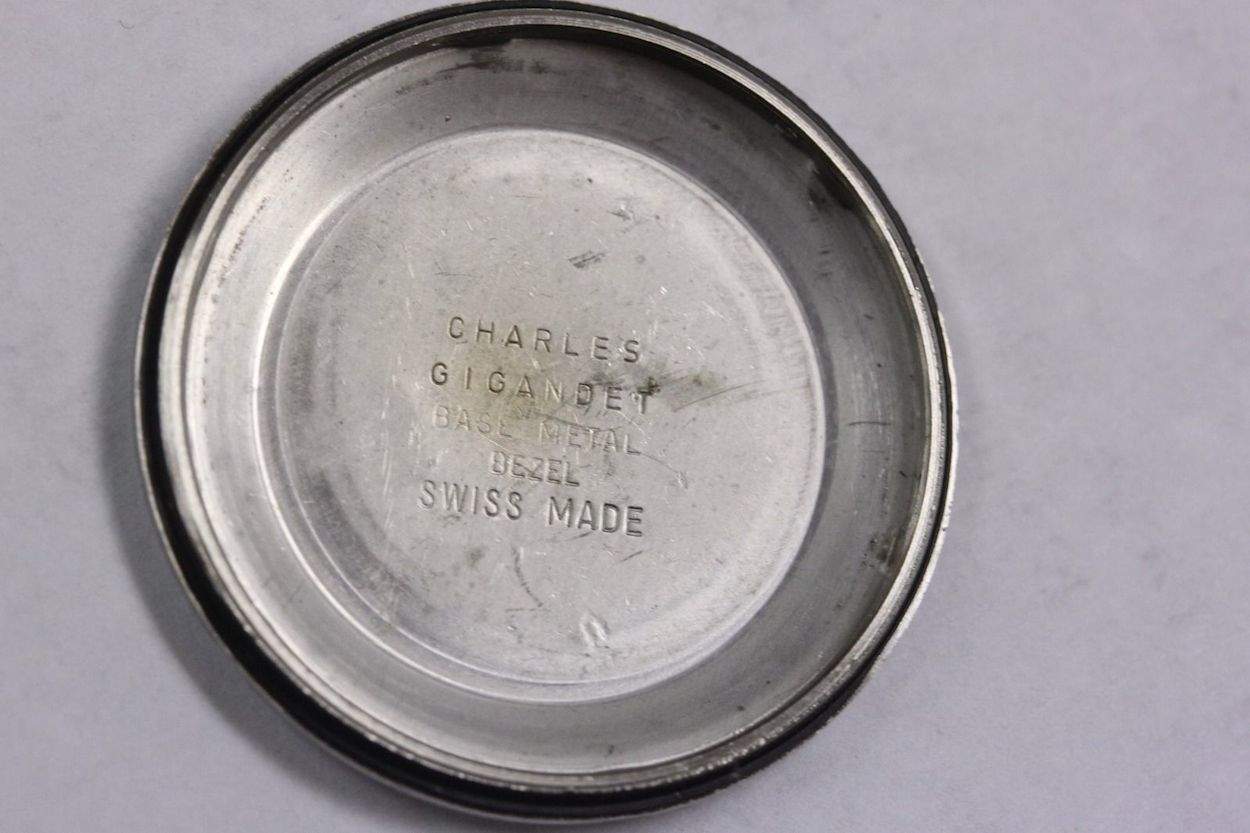 CHARLES
GIGANDET
BASE METAL
BEZEL
SWISS MADE